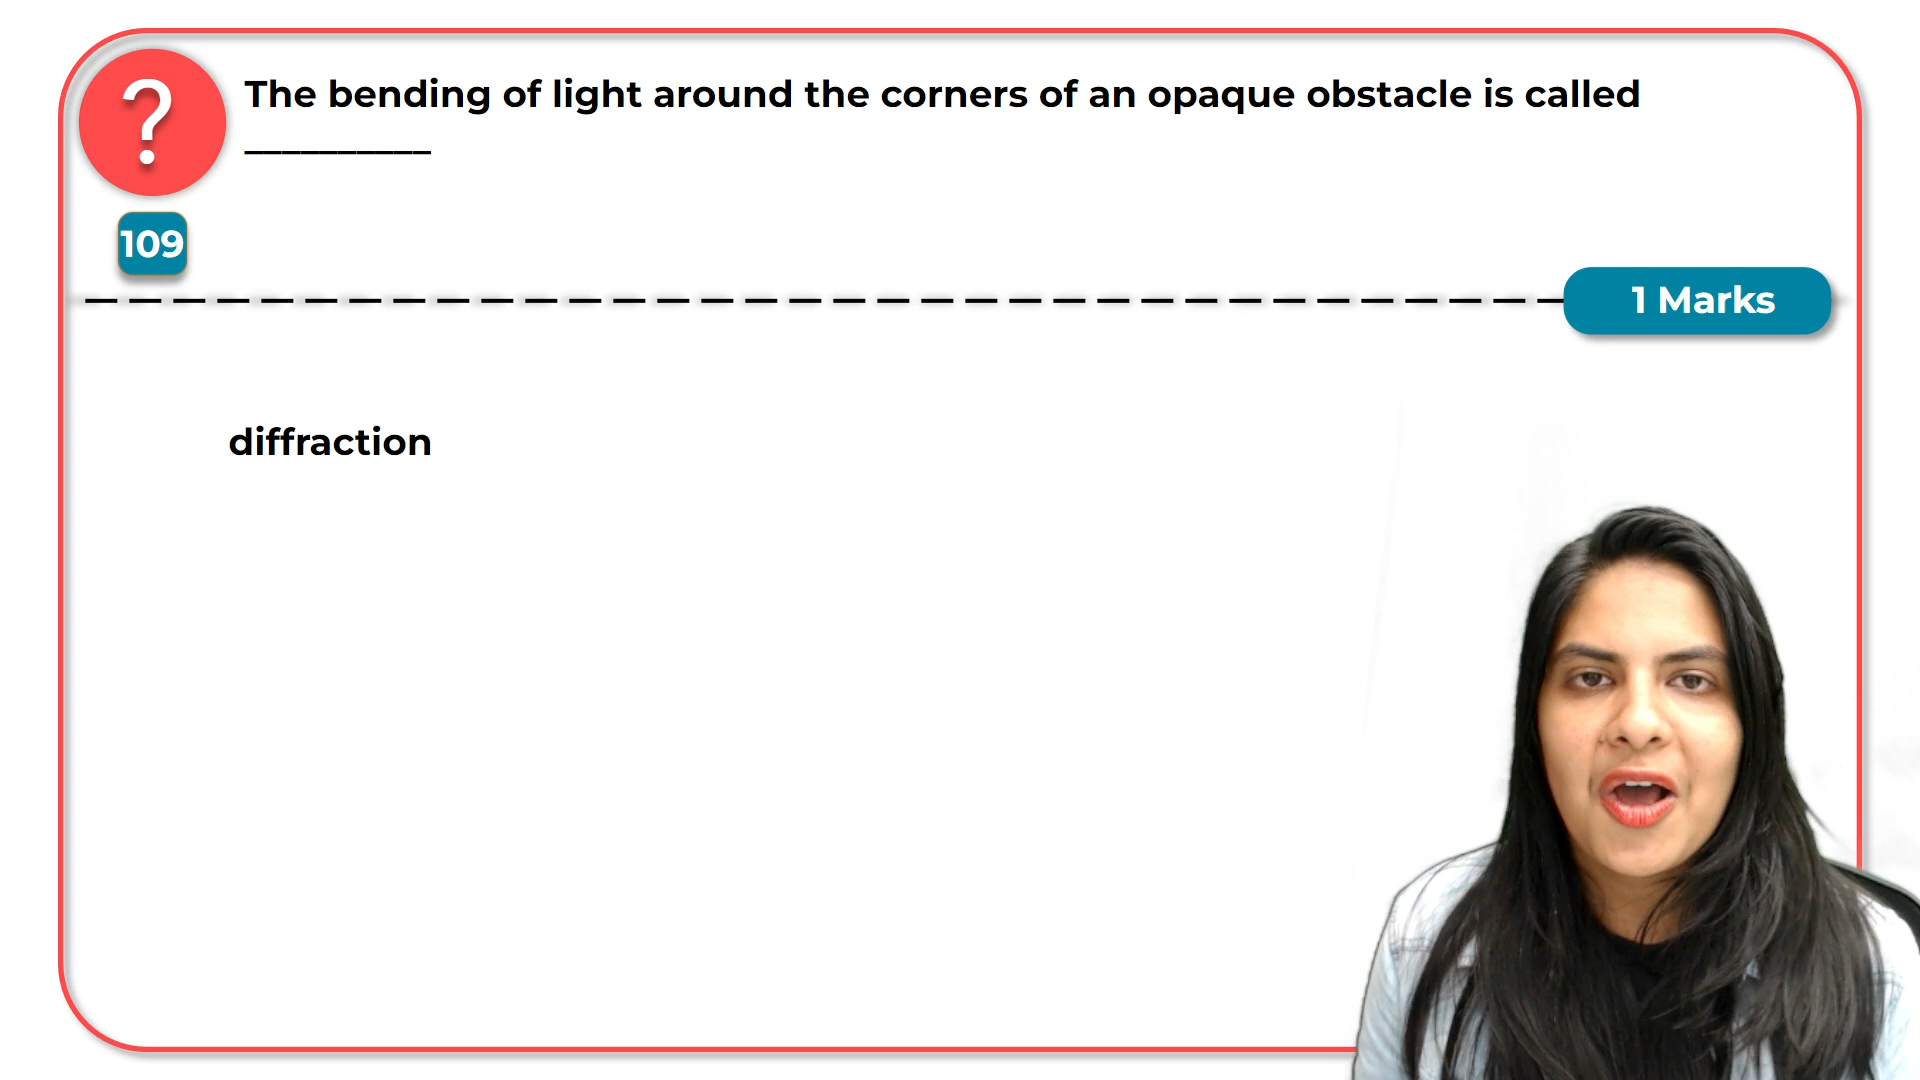 ?
The bending of light around the corners of an opaque obstacle is called
__________
109
1 Marks
diffraction